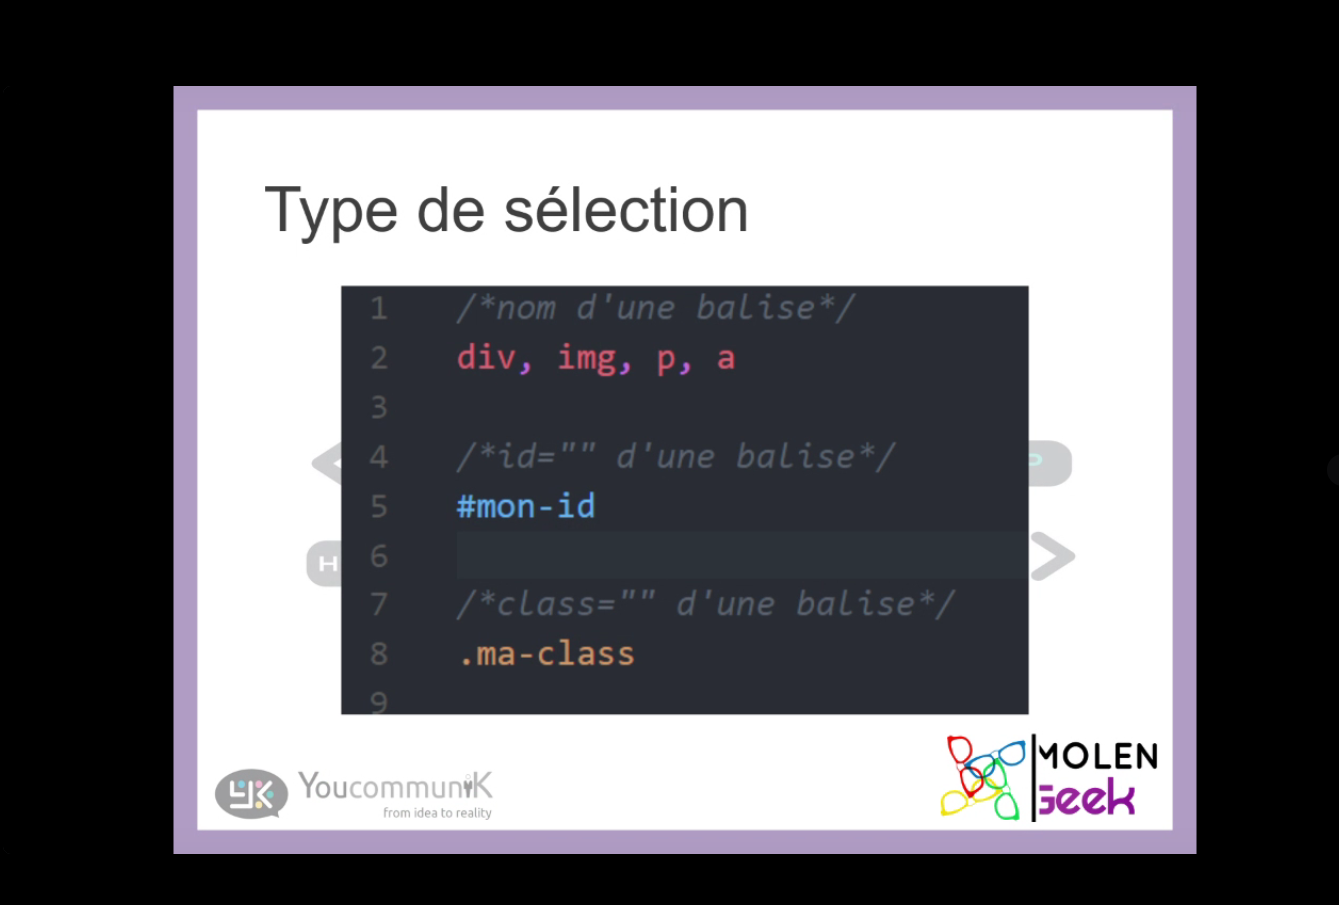 Type de sélection
1 /*nom d'une balise*/
2 div, img, p, a
3
4 /*id="" d'une balise*/
5 #mon-id
6
7 /*class="" d'une balise*/
8 .ma-class
9
H
P
YK YoucommuniK
from idea to reality
MOLEN
Geek